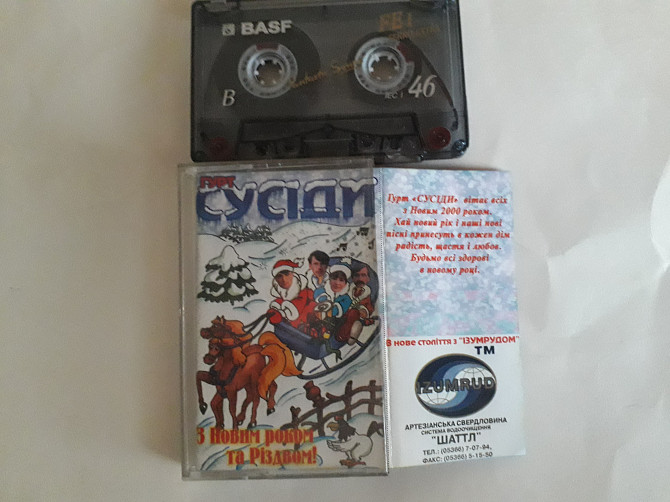 BASF
FE I
B
IEC I
46
ГУРТ
СУСІДИ
З Новим роком
та Різдвом!
Гурт «СУСІДИ» вітає всіх
з Новим 2000 роком.
Хай новий рік і наші нові
пісні принесуть в кожен дім
радість, щастя і любов.
Будьмо всі здорові
в новому році.
В нове століття з "ІЗУМРУДОМ"
ТМ
IZUMRUD
АРТЕЗІАНСЬКА СВЕРДЛОВИНА
СИСТЕМА ВОДООЧИЩЕННЯ
"ШАТТЛ"
ТЕЛ.: (05366) 7-07-94,
ФАКС: (05366) 5-15-50